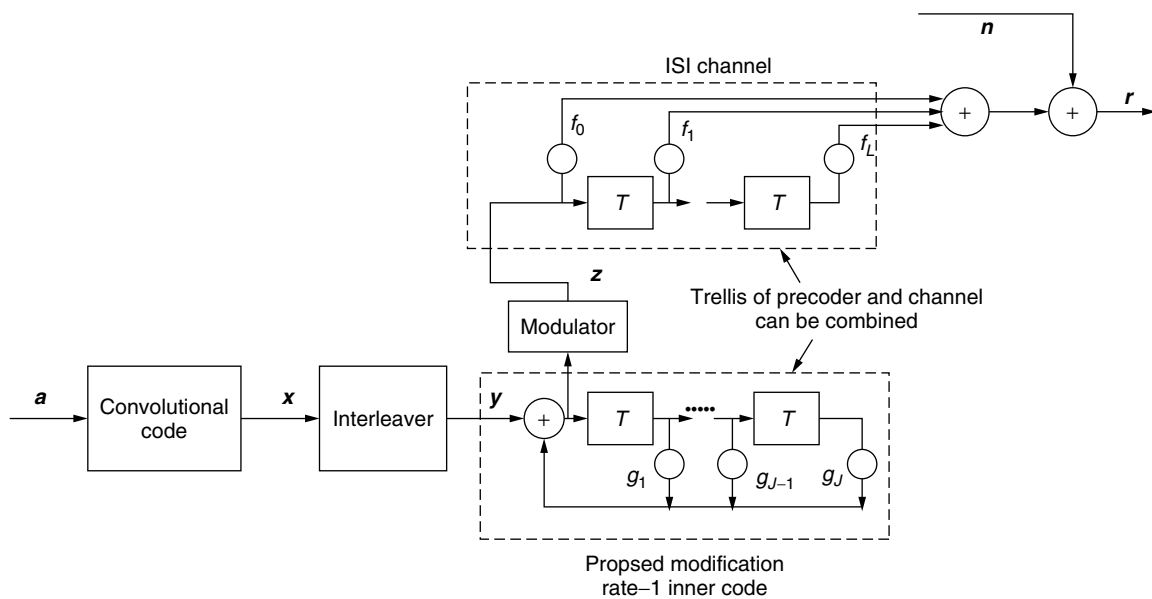 n
ISI channel
r
f0
f1
fL
T
T
z
Trellis of precoder and channel
can be combined
Modulator
a
Convolutional
code
x
Interleaver
y
T
T
g1
gJ–1
gJ
Propsed modification
rate–1 inner code
+
+
+